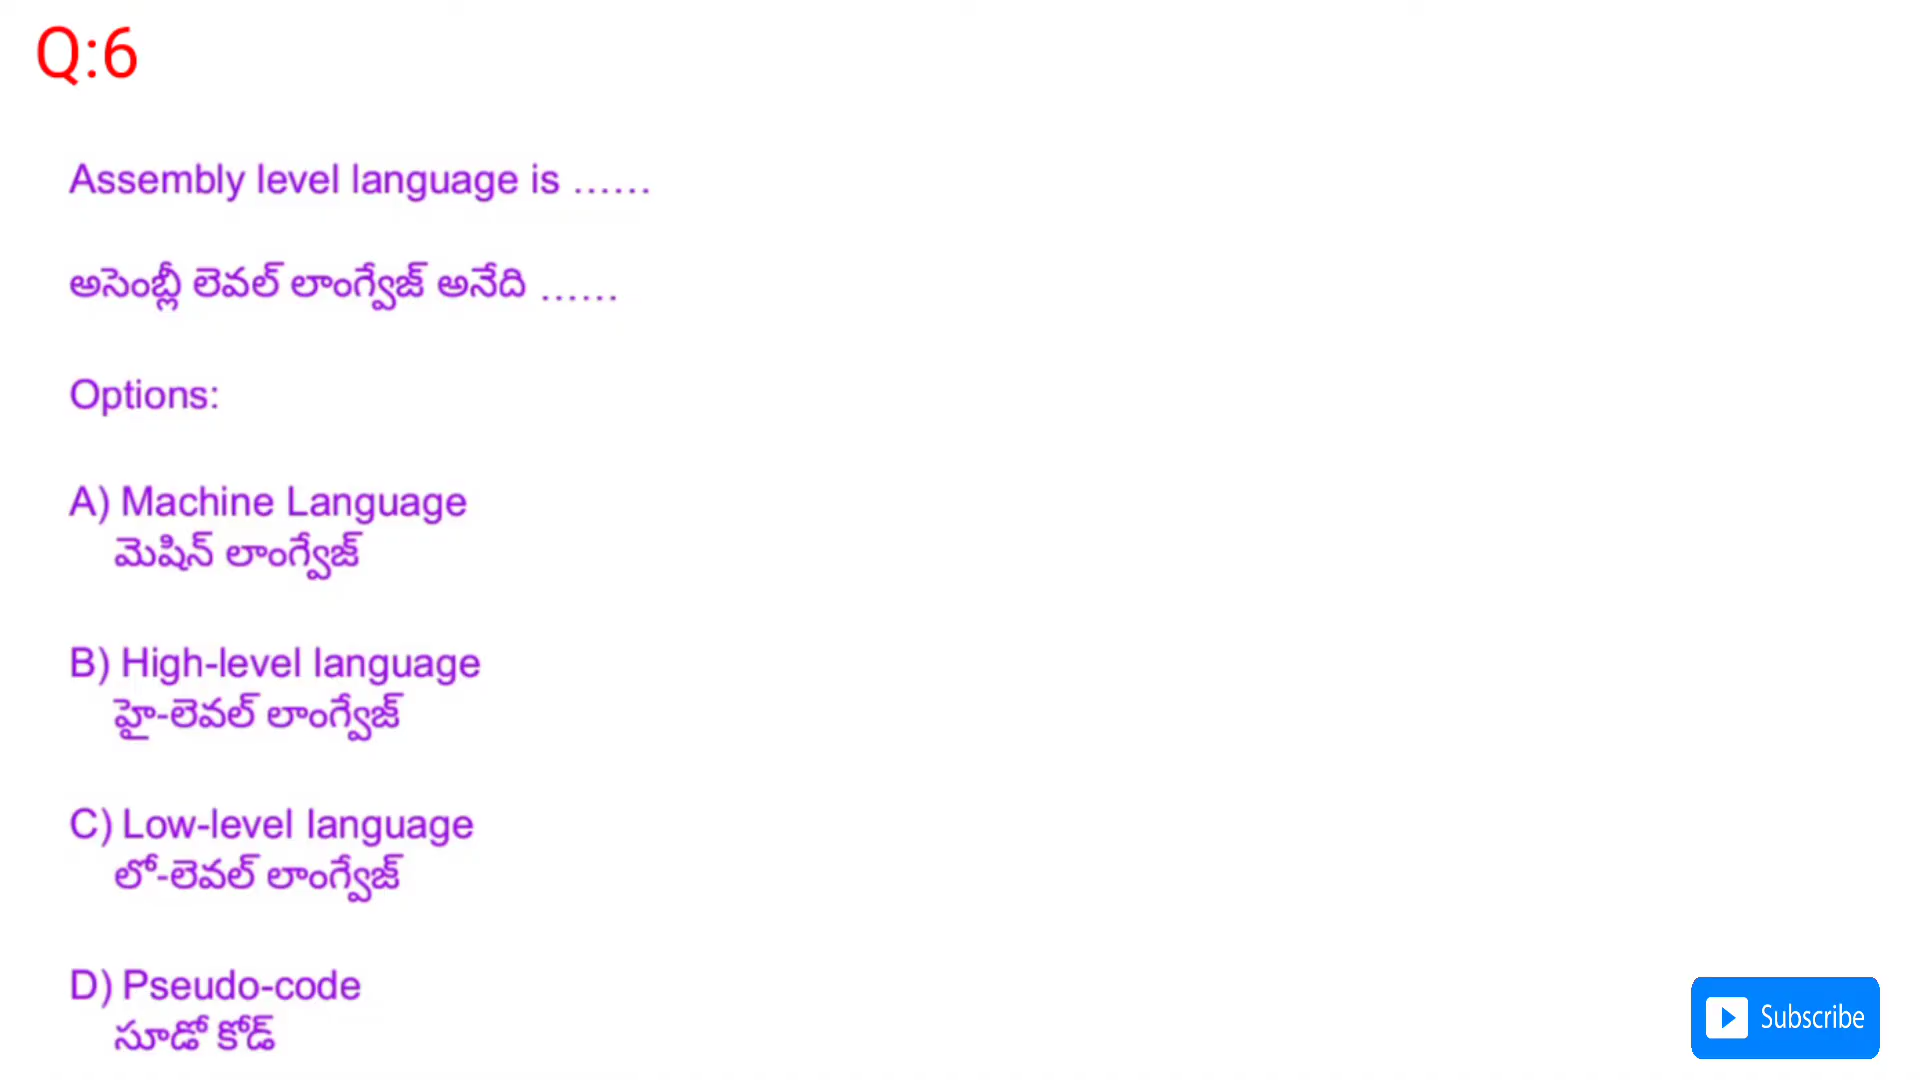 Q:6
Assembly level language is ......
అసెంబ్లీ లెవల్ లాంగ్వేజ్ అనేది ......
Options:
A) Machine Language
మెషిన్ లాంగ్వేజ్
B) High-level language
హై-లెవల్ లాంగ్వేజ్
C) Low-level language
లో-లెవల్ లాంగ్వేజ్
D) Pseudo-code
సూడో కోడ్
Subscribe